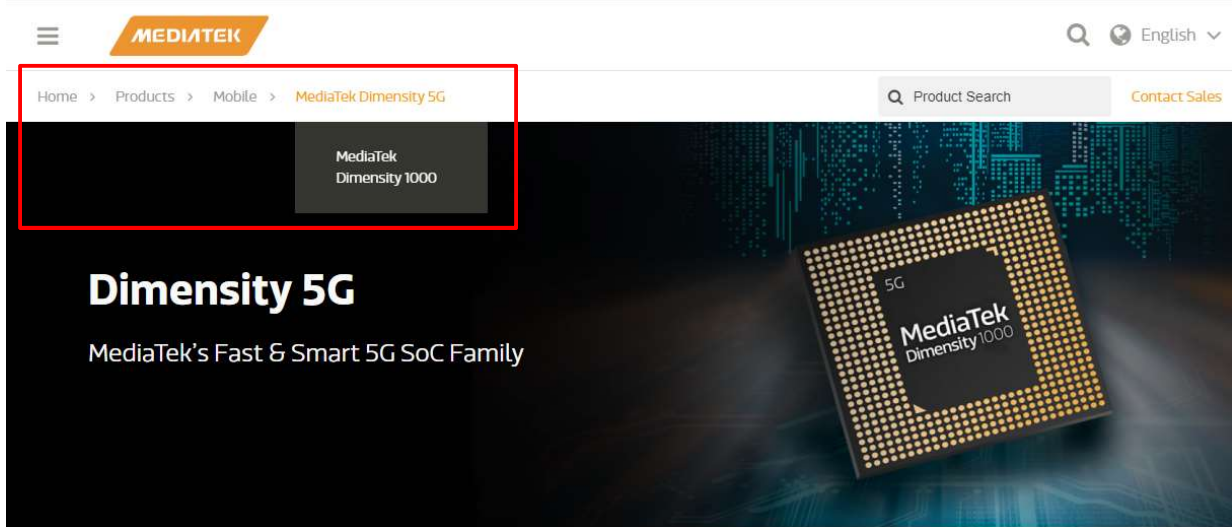 MEDIATEK
English
Home > Products > Mobile > MediaTek Dimensity 5G
Product Search
Contact Sales
MediaTek
Dimensity 1000
Dimensity 5G
MediaTek's Fast & Smart 5G SoC Family
5G
MediaTek
Dimensity 1000